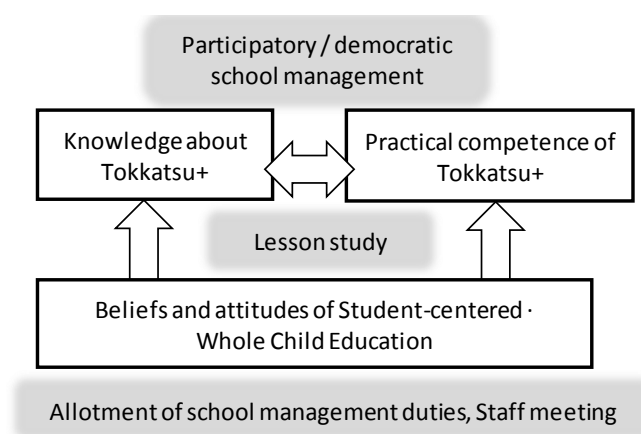 Participatory / democratic
school management
Knowledge about
Tokkatsu+
Practical competence of
Tokkatsu+
Lesson study
Beliefs and attitudes of Student-centered ·
Whole Child Education
Allotment of school management duties, Staff meeting